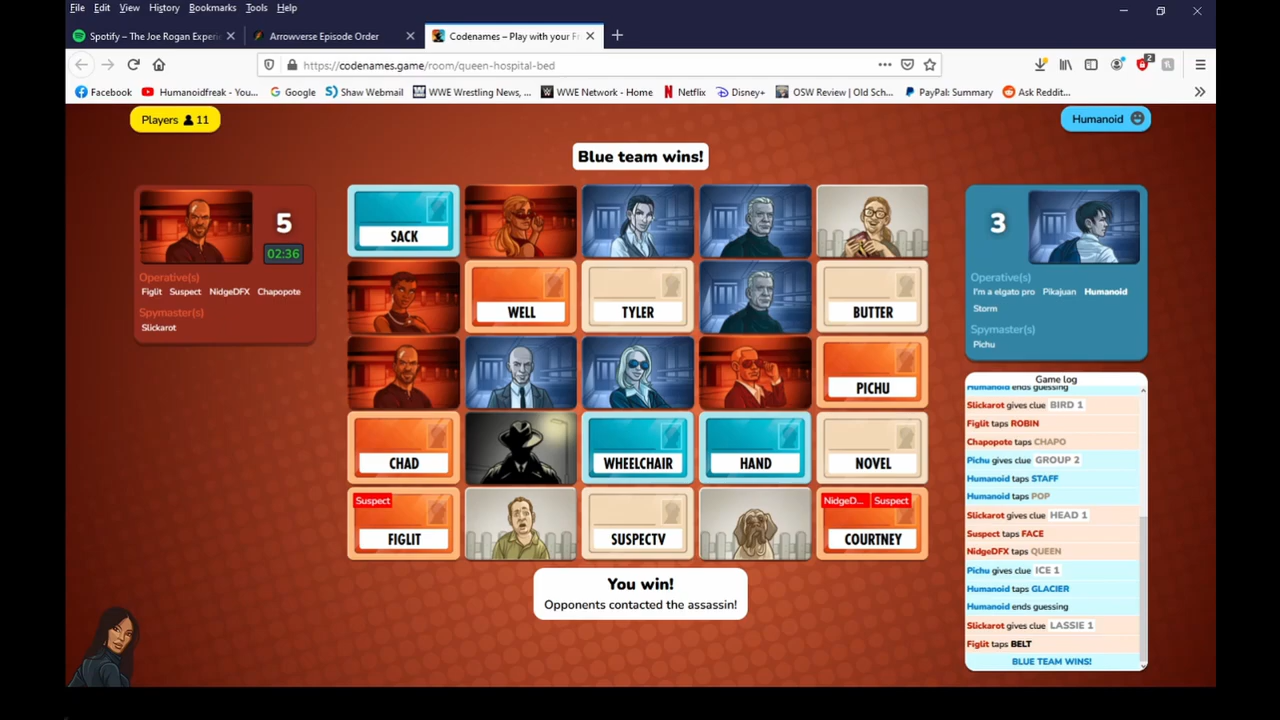 File Edit View History Bookmarks Tools Help
Spotify – The Joe Rogan Experi
Arrowverse Episode Order
Codenames – Play with your Fr
https://codenames.game/room/queen-hospital-bed
2
Facebook
Humanoidfreak - You...
Google
Shaw Webmail
WWE Wrestling News, ...
WWE Network - Home
Netflix
Disney+
OSW Review | Old Sch...
PayPal: Summary
Ask Reddit...
Players 11
Humanoid
Blue team wins!
5
02:36
Operative(s)
Figlit Suspect NidgeDFX Chapopote
Spymaster(s)
Slickarot
SACK
WELL
TYLER
BUTTER
PICHU
CHAD
WHEELCHAIR
HAND
NOVEL
Suspect
FIGLIT
SUSPECTV
NidgeD... Suspect
COURTNEY
You win!
Opponents contacted the assassin!
3
Operative(s)
I'm a elgato pro Pikajuan Humanoid
Storm
Spymaster(s)
Pichu
Game log
Humanoid ends guessing
Slickarot gives clue BIRD 1
Figlit taps ROBIN
Chapopote taps CHAPO
Pichu gives clue GROUP 2
Humanoid taps STAFF
Humanoid taps POP
Slickarot gives clue HEAD 1
Suspect taps FACE
NidgeDFX taps QUEEN
Pichu gives clue ICE 1
Humanoid taps GLACIER
Humanoid ends guessing
Slickarot gives clue LASSIE 1
Figlit taps BELT
BLUE TEAM WINS!